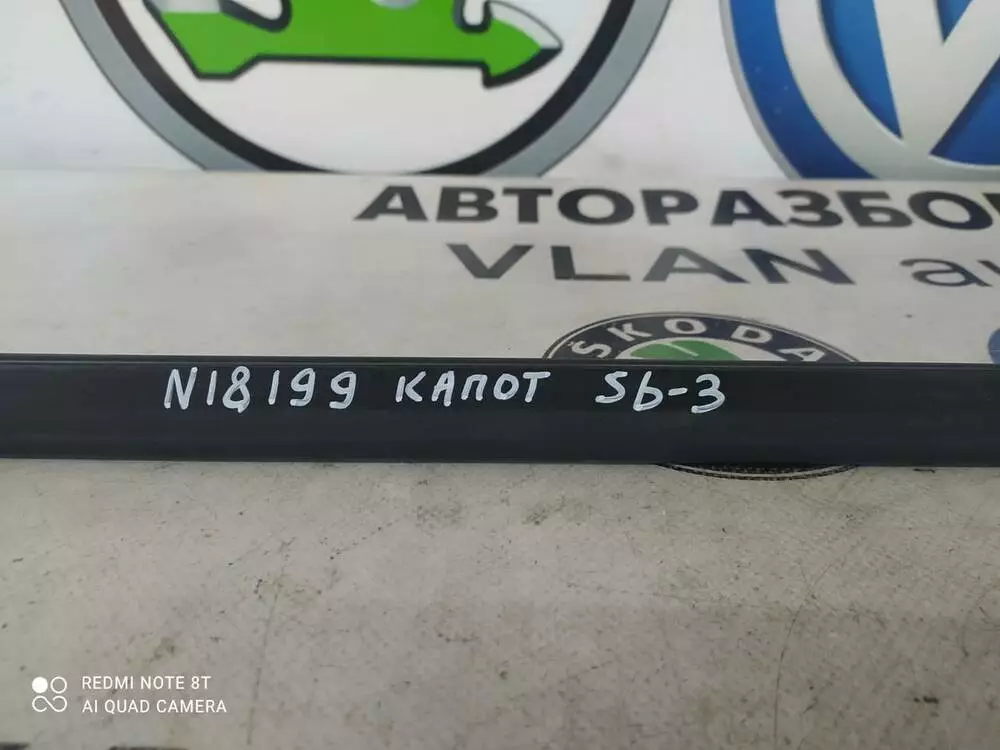 АВТОРАЗБО
VLAN
ŠKODA
N18199 КАПОТ Sb-3
REDMI NOTE 8T
AI QUAD CAMERA